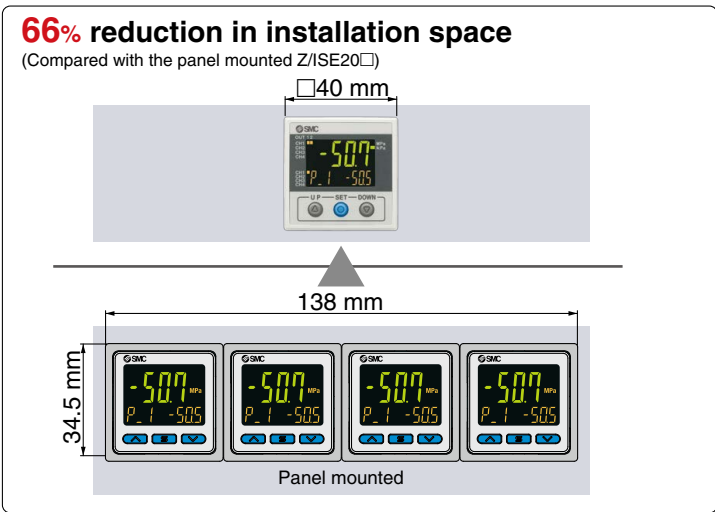 66% reduction in installation space
(Compared with the panel mounted Z/ISE20□)
□40 mm
SMC
OUT 1 2
CH1
CH2
CH3
CH4
-50.7
MPa
kPa
CH1
CH2
CH3
CH4
P_1 -50.5
UP SET DOWN
138 mm
34.5 mm
SMC SMC SMC SMC
-50.7 MPa -50.7 MPa -50.7 MPa -50.7 MPa
P_1 -50.5 P_1 -50.5 P_1 -50.5 P_1 -50.5
S S S S
Panel mounted